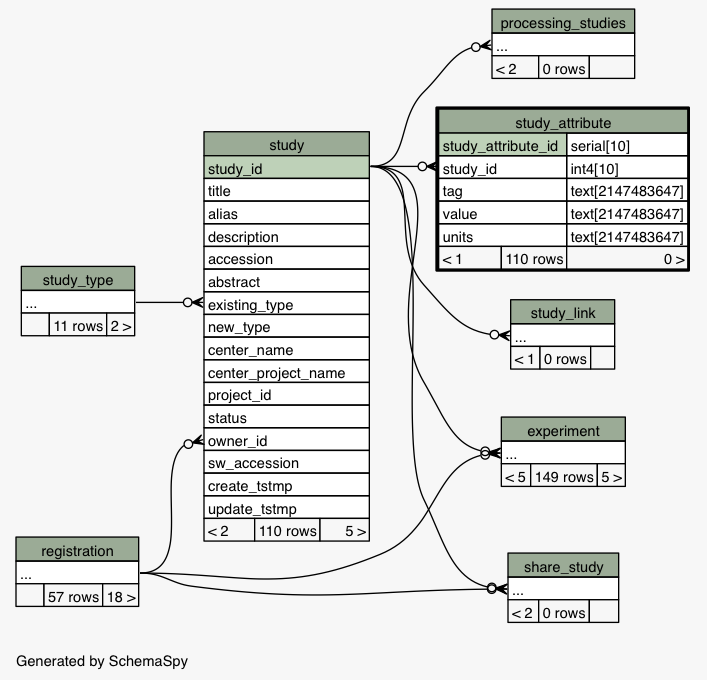 processing_studies
...
< 2 0 rows
study_attribute
study_attribute_id serial[10]
study_id int4[10]
tag text[2147483647]
value text[2147483647]
units text[2147483647]
< 1 110 rows 0 >
study
study_id
title
alias
description
accession
abstract
existing_type
new_type
center_name
center_project_name
project_id
status
owner_id
sw_accession
create_tstmp
update_tstmp
< 2 110 rows 5 >
study_type
...
11 rows 2 >
study_link
...
< 1 0 rows
experiment
...
< 5 149 rows 5 >
registration
...
57 rows 18 >
share_study
...
< 2 0 rows
Generated by SchemaSpy